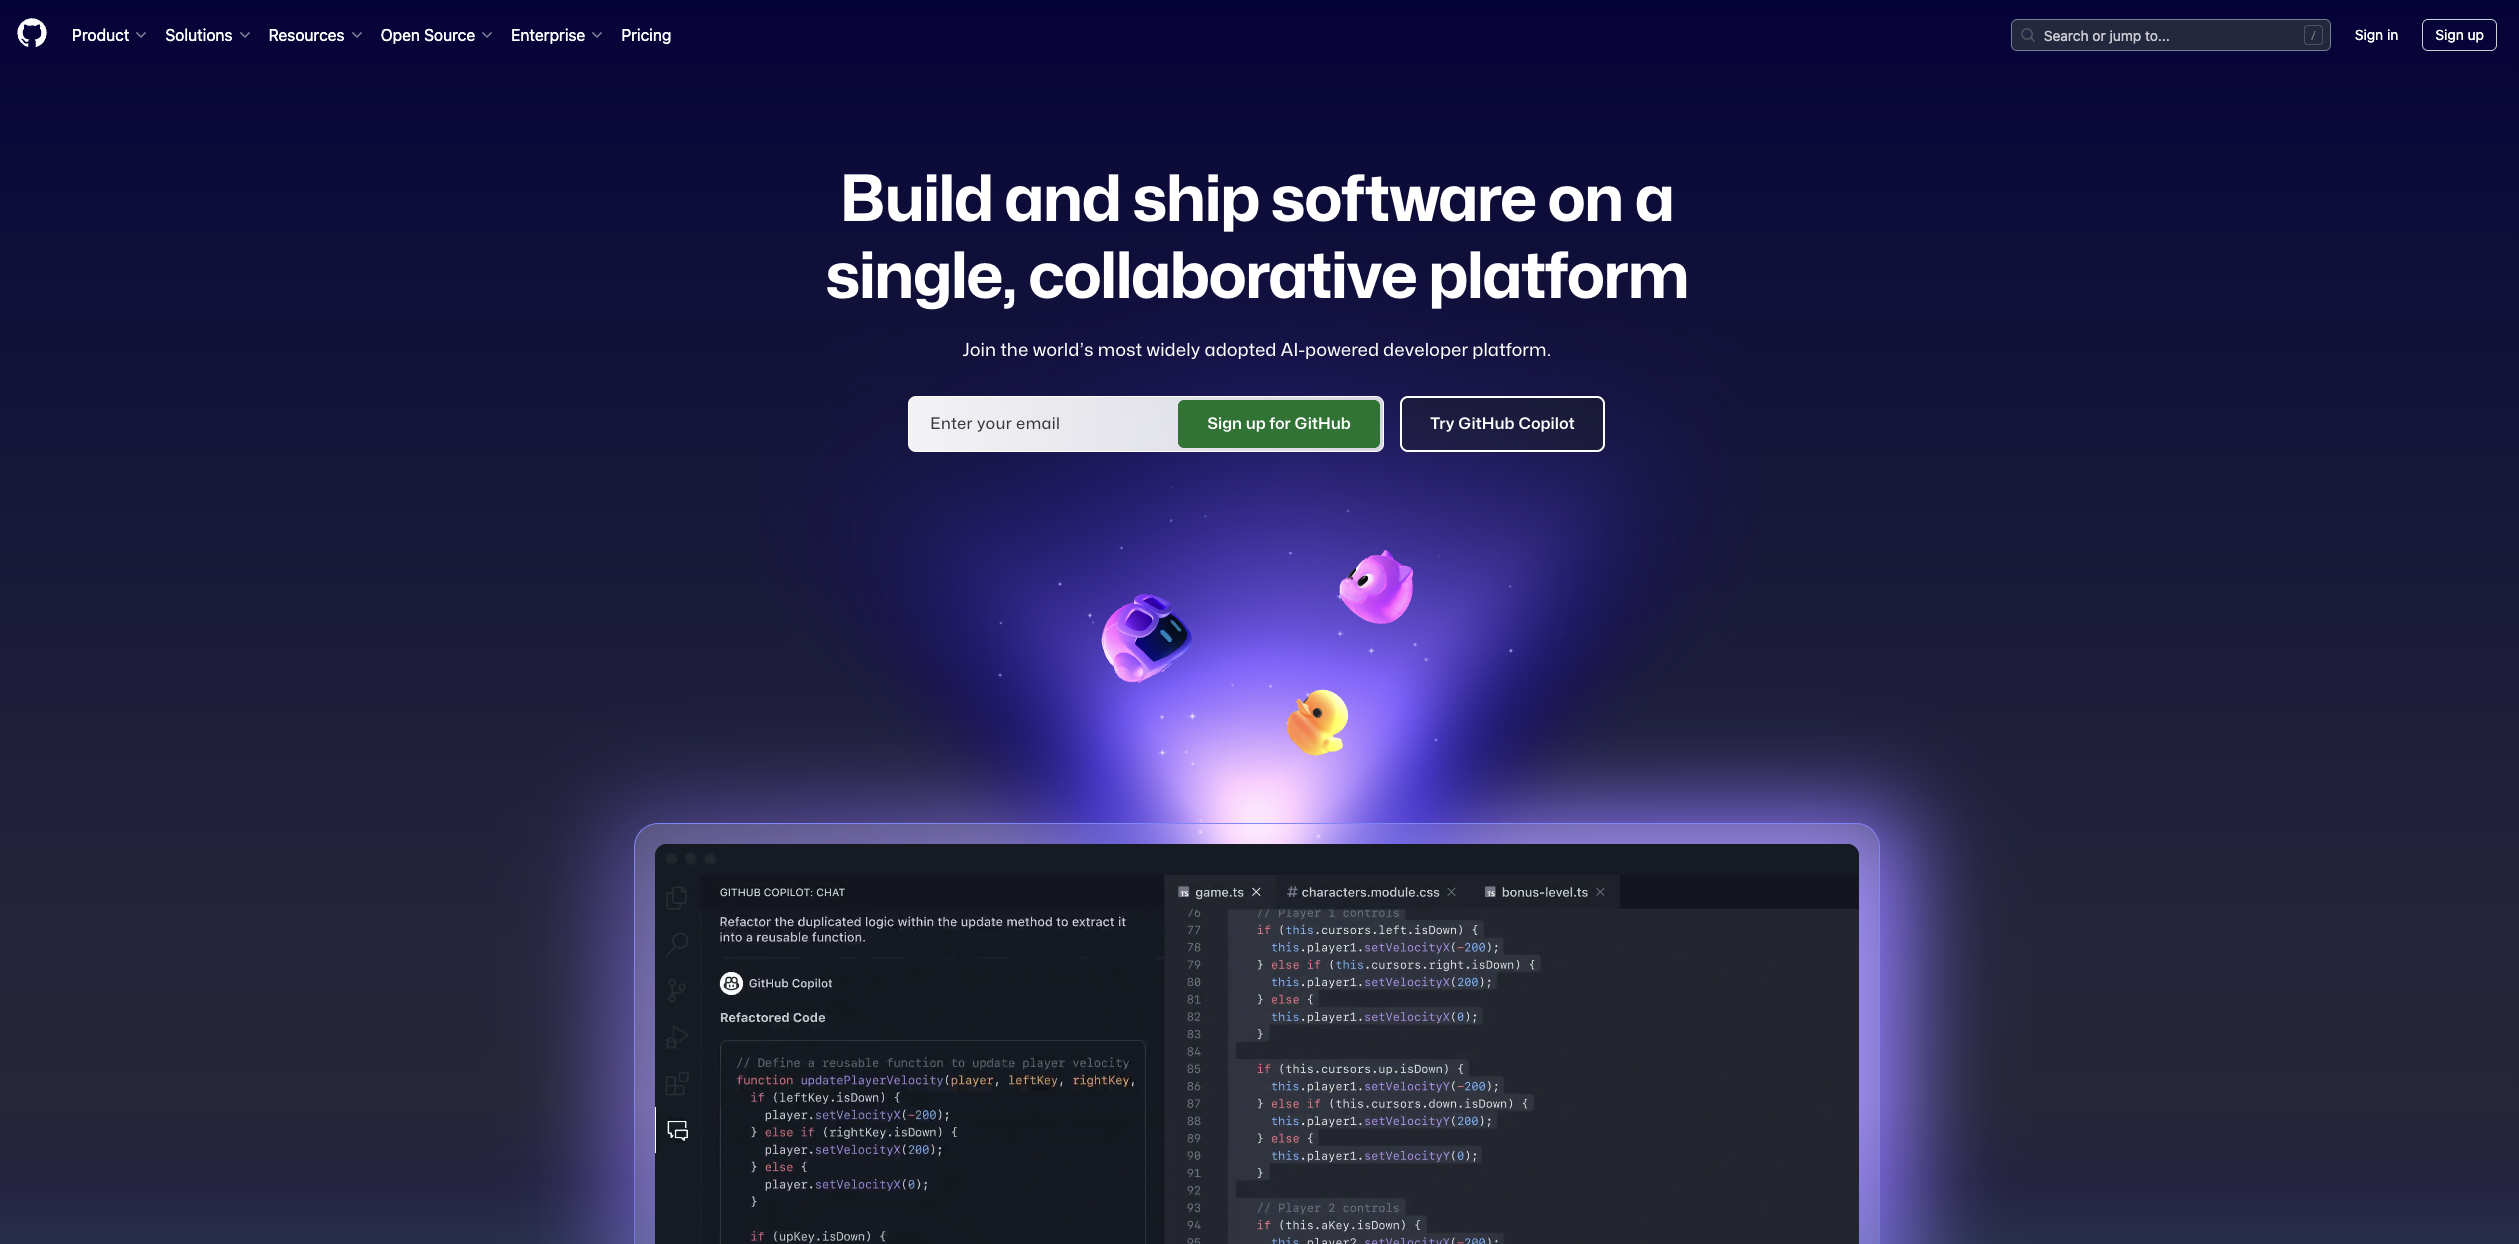 Product
Solutions
Resources
Open Source
Enterprise
Pricing
Search or jump to...
/
Sign in
Sign up
Build and ship software on a
single, collaborative platform
Join the world’s most widely adopted AI-powered developer platform.
Enter your email
Sign up for GitHub
Try GitHub Copilot
GITHUB COPILOT: CHAT
Refactor the duplicated logic within the update method to extract it
into a reusable function.
GitHub Copilot
Refactored Code
// Define a reusable function to update player velocity
function updatePlayerVelocity(player, leftKey, rightKey,
if (leftKey.isDown) {
player.setVelocityX(-200);
} else if (rightKey.isDown) {
player.setVelocityX(200);
} else {
player.setVelocityX(0);
}
if (upKey.isDown) {
TS game.ts
# characters.module.css
TS bonus-level.ts
76 // Player 1 controls
77 if (this.cursors.left.isDown) {
78 this.player1.setVelocityX(-200);
79 } else if (this.cursors.right.isDown) {
80 this.player1.setVelocityX(200);
81 } else {
82 this.player1.setVelocityX(0);
83 }
84
85 if (this.cursors.up.isDown) {
86 this.player1.setVelocityY(-200);
87 } else if (this.cursors.down.isDown) {
88 this.player1.setVelocityY(200);
89 } else {
90 this.player1.setVelocityY(0);
91 }
92
93 // Player 2 controls
94 if (this.aKey.isDown) {
95 this.player2.setVelocityX(-200);